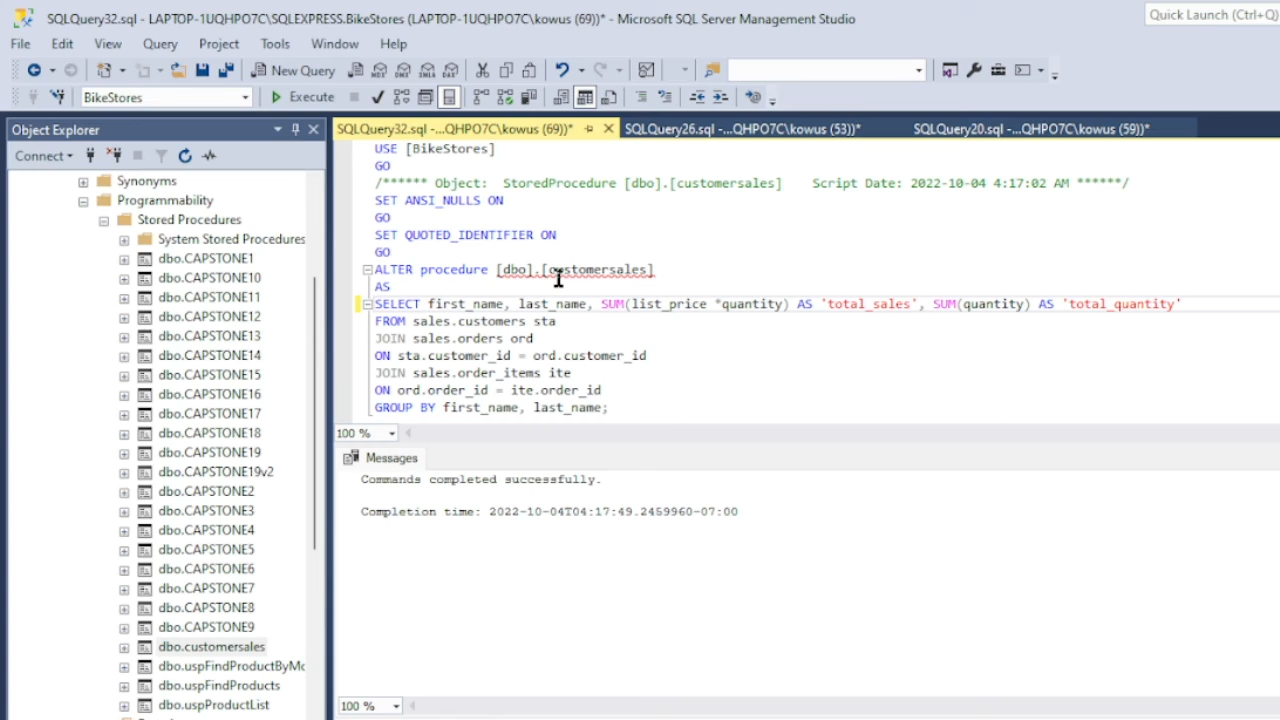 SQLQuery32.sql - LAPTOP-1UQHPO7C\SQLEXPRESS.BikeStores (LAPTOP-1UQHPO7C\kowus (69))* - Microsoft SQL Server Management Studio
Quick Launch (Ctrl+Q)
File Edit View Query Project Tools Window Help
New Query
BikeStores Execute
Object Explorer
SQLQuery32.sql -...QHPO7C\kowus (69))* SQLQuery26.sql -...QHPO7C\kowus (53))* SQLQuery20.sql -...QHPO7C\kowus (59))*
Connect
Synonyms
Programmability
Stored Procedures
System Stored Procedures
dbo.CAPSTONE1
dbo.CAPSTONE10
dbo.CAPSTONE11
dbo.CAPSTONE12
dbo.CAPSTONE13
dbo.CAPSTONE14
dbo.CAPSTONE15
dbo.CAPSTONE16
dbo.CAPSTONE17
dbo.CAPSTONE18
dbo.CAPSTONE19
dbo.CAPSTONE19v2
dbo.CAPSTONE2
dbo.CAPSTONE3
dbo.CAPSTONE4
dbo.CAPSTONE5
dbo.CAPSTONE6
dbo.CAPSTONE7
dbo.CAPSTONE8
dbo.CAPSTONE9
dbo.customersales
dbo.uspFindProductByMo
dbo.uspFindProducts
dbo.uspProductList
USE [BikeStores]
GO
/****** Object: StoredProcedure [dbo].[customersales] Script Date: 2022-10-04 4:17:02 AM ******/
SET ANSI_NULLS ON
GO
SET QUOTED_IDENTIFIER ON
GO
ALTER procedure [dbo].[customersales]
AS
SELECT first_name, last_name, SUM(list_price *quantity) AS 'total_sales', SUM(quantity) AS 'total_quantity'
FROM sales.customers sta
JOIN sales.orders ord
ON sta.customer_id = ord.customer_id
JOIN sales.order_items ite
ON ord.order_id = ite.order_id
GROUP BY first_name, last_name;
100 %
Messages
Commands completed successfully.
Completion time: 2022-10-04T04:17:49.2459960-07:00
100 %